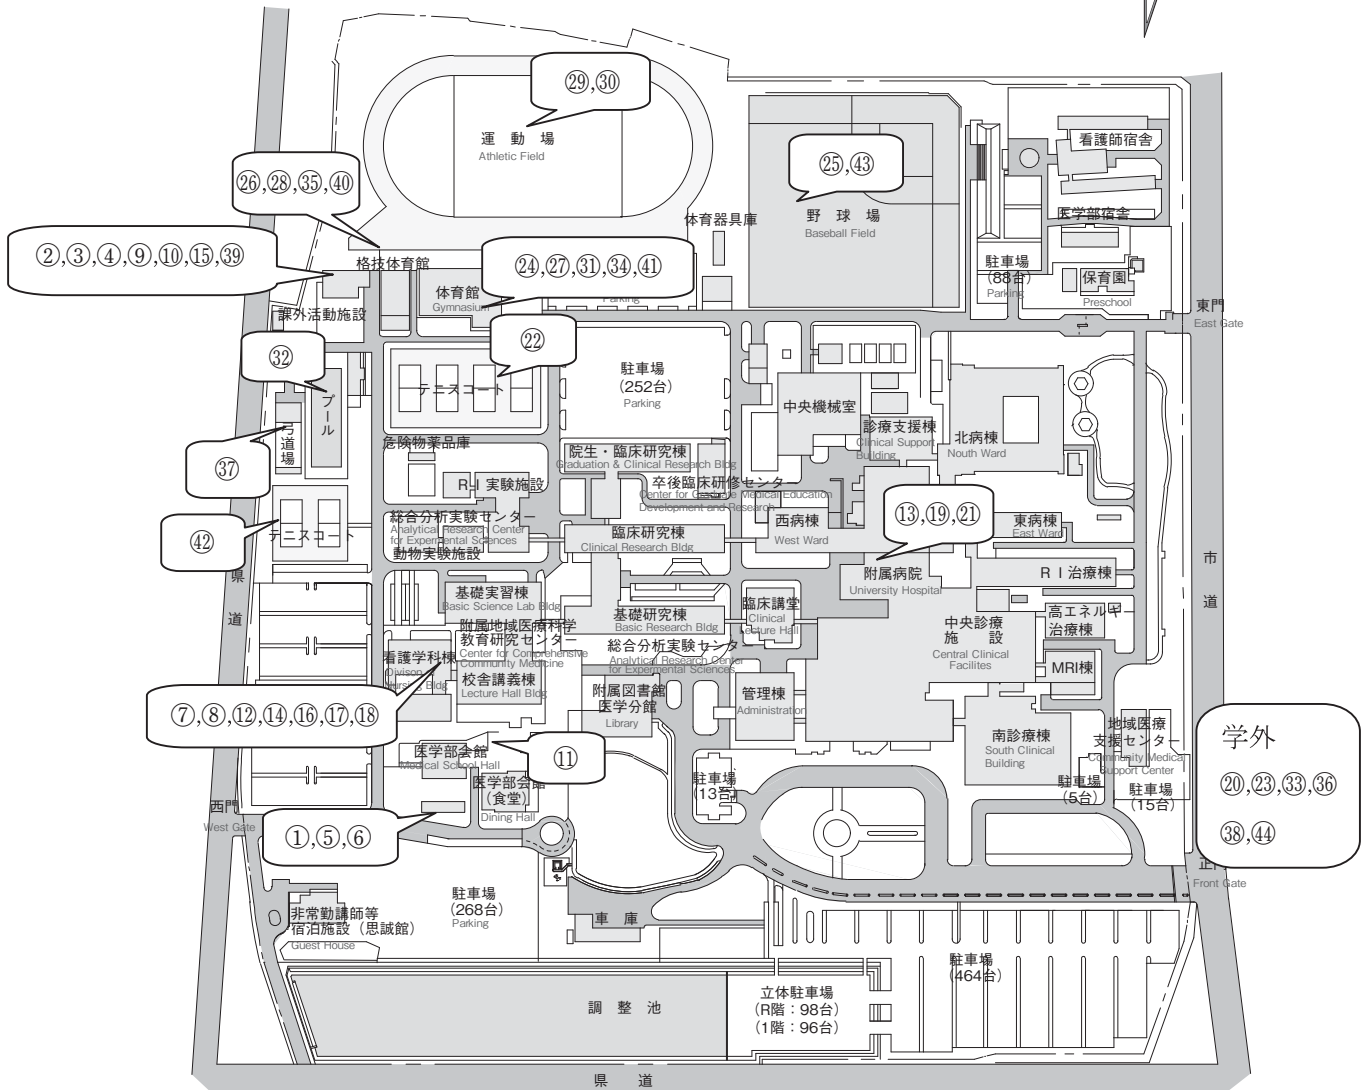 ㉙,㉚
運 動 場
Athletic Field
㉕,㊸
野 球 場
Baseball Field
看護師宿舎
医学部宿舎
㉖,㉘,㉟,㊵
②,③,④,⑨,⑩,⑮,㊴
格技体育館
㉔,㉗,㉛,㉞,㊶
体育器具庫
体育館
Gymnasium
Parking
駐車場
(88台)
Parking
保育園
Preschool
東門
East Gate
課外活動施設
㉜
㉒
プール
テニスコート
駐車場
(252台)
Parking
中央機械室
診療支援棟
Clinical Support
Building
北病棟
Nouth Ward
弓道場
㊲
危険物薬品庫
院生・臨床研究棟
Graduation & Clinical Research Bldg
R・I 実験施設
卒後臨床研修センター
Center for Graduate Medical Education
Development and Research
㊷
テニスコート
総合分析実験センター
Analytical Research Center
for Expermental Sciences
動物実験施設
臨床研究棟
Clinical Research Bldg
西病棟
West Ward
⑬,⑲,㉑
東病棟
East Ward
県道
市道
附属病院
University Hospital
RI治療棟
基礎実習棟
Basic Science Lab Bldg
基礎研究棟
Basic Research Bldg
臨床講堂
Clinical
Lecture Hall
高エネルギー
治療棟
中央診療
施 設
Central Clinical
Facilites
附属地域医療科学
教育研究センター
Center for Comprehensive
Community Medicine
総合分析実験センター
Analytical Research Center
for Expermental Sciences
看護学科棟
Divison
Nursing Bldg
校舎講義棟
Lecture Hall Bldg
MRI棟
附属図書館
医学分館
Library
管理棟
Administration
⑦,⑧,⑫,⑭,⑯,⑰,⑱
南診療棟
South Clinical
Building
地域医療
支援センター
Community Medical
Support Center
学外
⑳,㉓,㉝,㊱
㊳,㊹
医学部会館
Medical School Hall
⑪
医学部会館
(食堂)
Dining Hall
駐車場
(13台)
駐車場
(5台)
駐車場
(15台)
西門
West Gate
①,⑤,⑥
正門
Front Gate
駐車場
(268台)
Parking
車 庫
非常勤講師等
宿泊施設(思誠館)
Guest House
駐車場
(464台)
調 整 池
立体駐車場
(R階:98台)
(1階:96台)
県 道